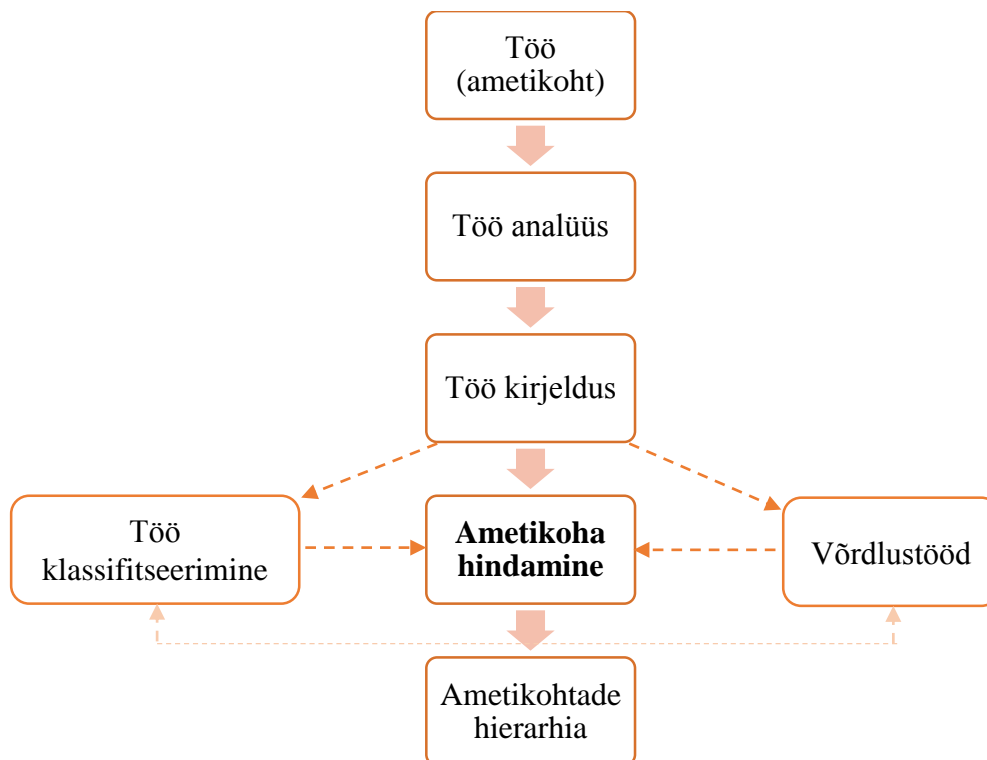 Töö
(ametikoht)
Töö analüüs
Töö kirjeldus
Töö
klassifitseerimine
Ametikoha
hindamine
Võrdlustööd
Ametikohtade
hierarhia